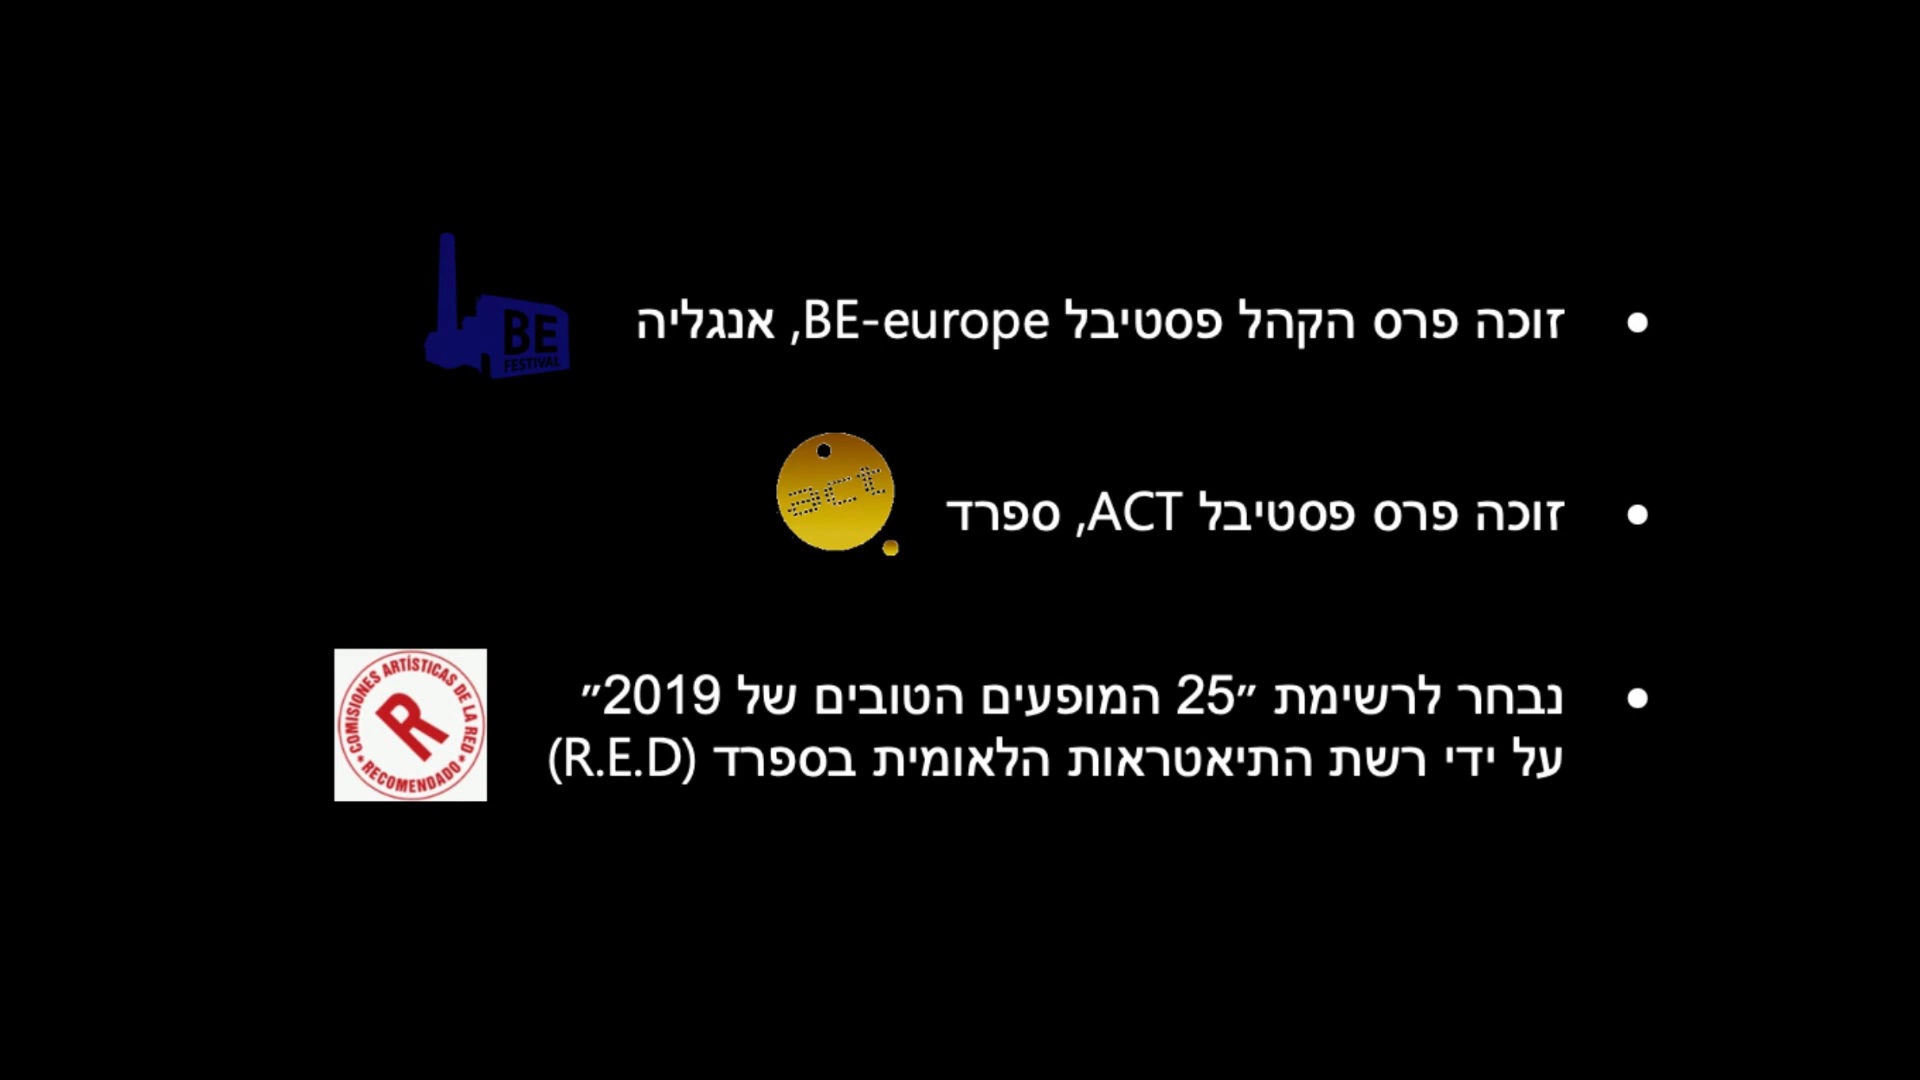 • זוכה פרס הקהל פסטיבל BE-europe, אנגליה
BE
FESTIVAL
• זוכה פרס פסטיבל ACT, ספרד
act
• נבחר לרשימת ״25 המופעים הטובים של 2019״
על ידי רשת התיאטראות הלאומית בספרד (R.E.D)
COMISIONES ARTÍSTICAS DE LA RED
R
RECOMENDADO